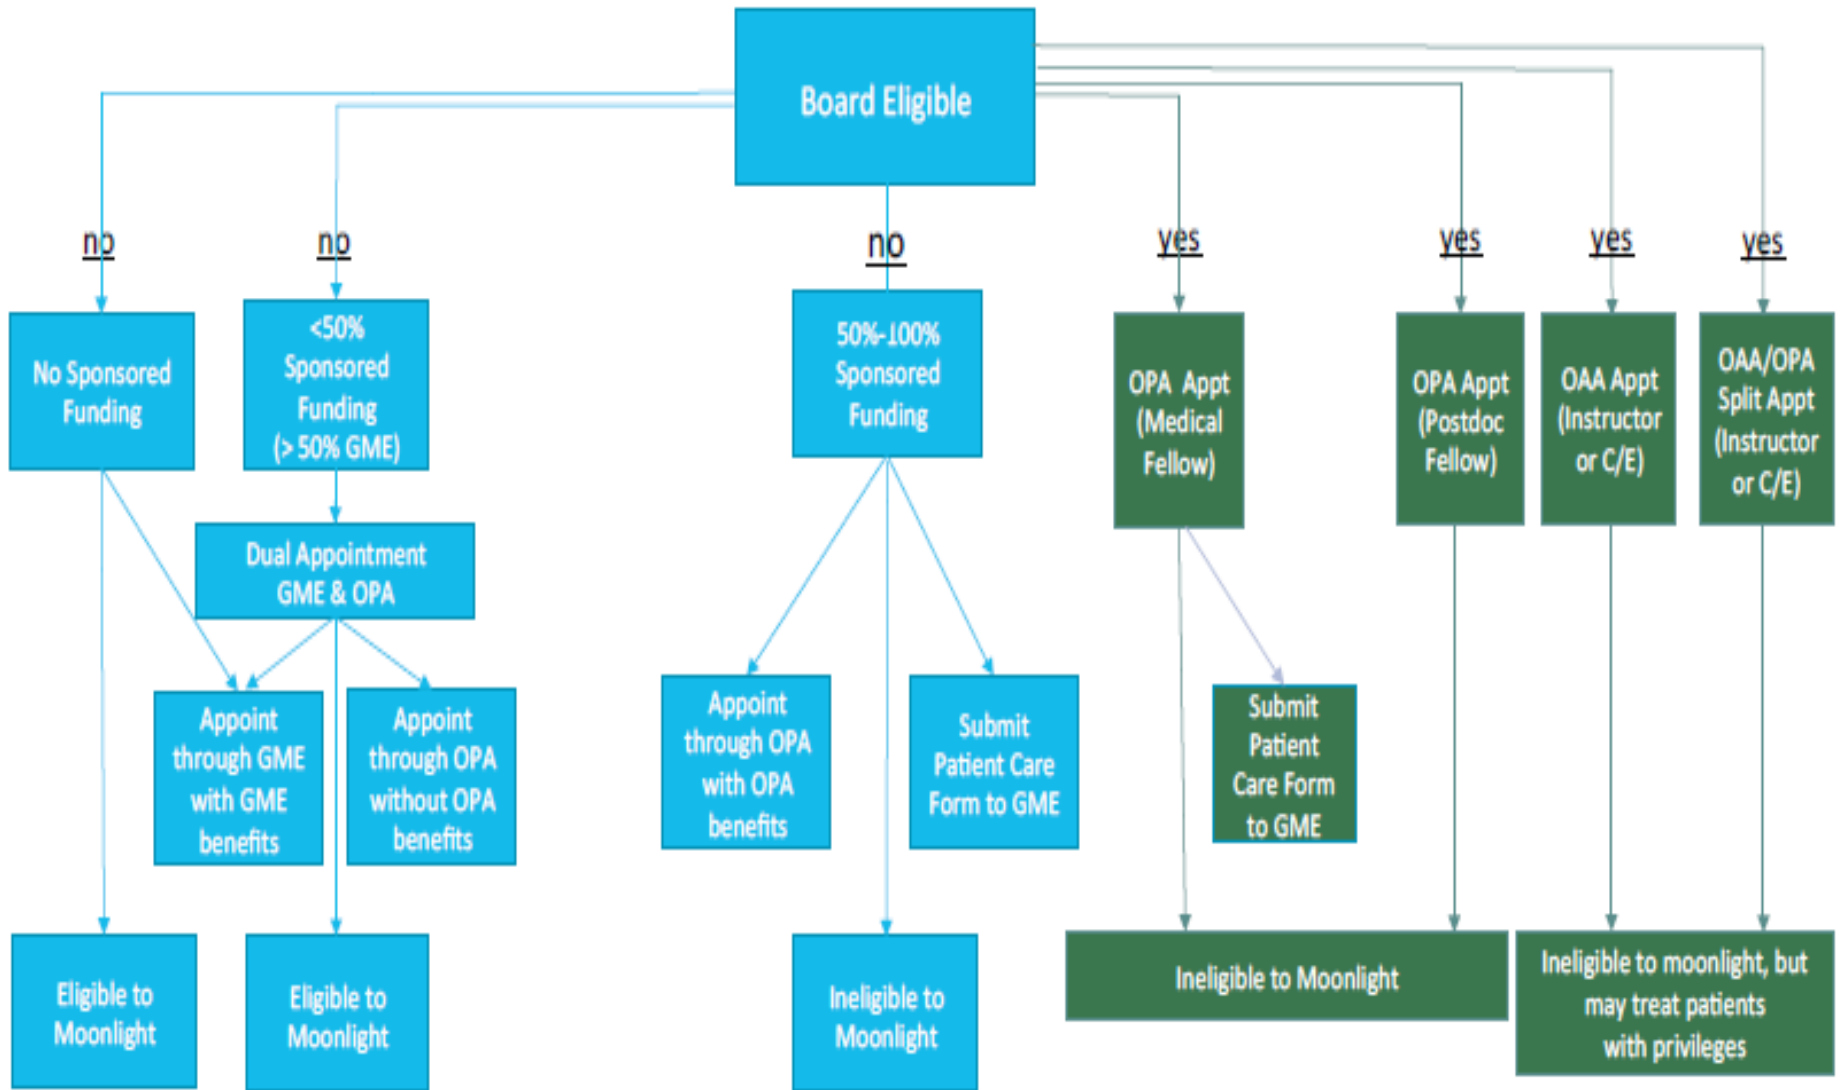 Board Eligible
no
no
no
yes
yes
yes
yes
No Sponsored
Funding
<50%
Sponsored
Funding
(> 50% GME)
50%-100%
Sponsored
Funding
OPA Appt
(Medical
Fellow)
OPA Appt
(Postdoc
Fellow)
OAA Appt
(Instructor
or C/E)
OAA/OPA
Split Appt
(Instructor
or C/E)
Dual Appointment
GME & OPA
Appoint
through GME
with GME
benefits
Appoint
through OPA
without OPA
benefits
Appoint
through OPA
with OPA
benefits
Submit
Patient Care
Form to GME
Submit
Patient
Care Form
to GME
Eligible to
Moonlight
Eligible to
Moonlight
Ineligible to
Moonlight
Ineligible to Moonlight
Ineligible to moonlight, but
may treat patients
with privileges